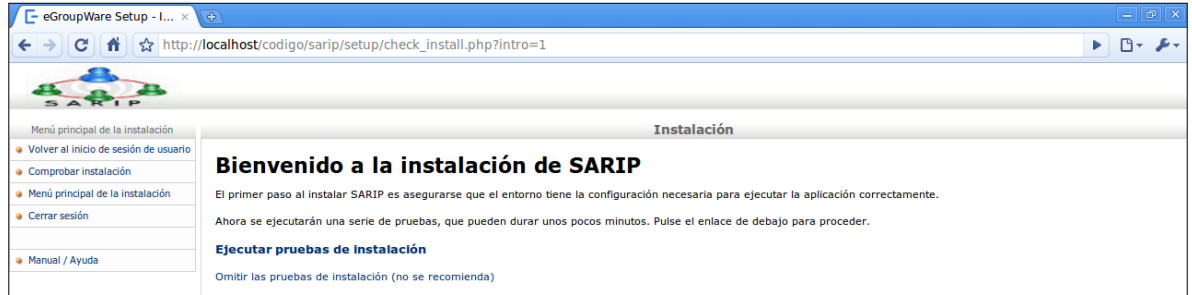 eGroupWare Setup - I...
http://localhost/codigo/sarip/setup/check_install.php?intro=1
SARIP
Menú principal de la instalación
Instalación
Volver al inicio de sesión de usuario
Comprobar instalación
Menú principal de la instalación
Cerrar sesión
Manual / Ayuda
Bienvenido a la instalación de SARIP
El primer paso al instalar SARIP es asegurarse que el entorno tiene la configuración necesaria para ejecutar la aplicación correctamente.
Ahora se ejecutarán una serie de pruebas, que pueden durar unos pocos minutos. Pulse el enlace de debajo para proceder.
Ejecutar pruebas de instalación
Omitir las pruebas de instalación (no se recomienda)